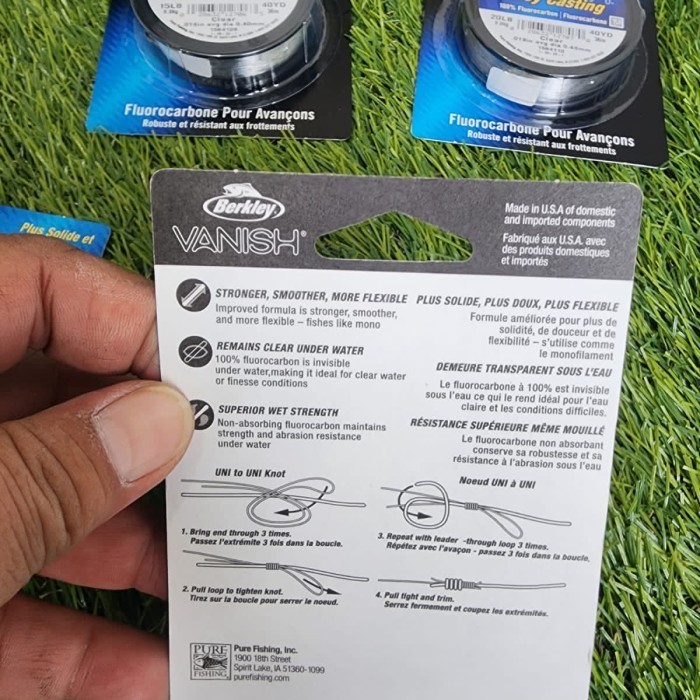 15LB
40YD
Clear
Fluorocarbone Pour Avançons
Robuste et résistant aux frottements
Casting
100% Fluorocarbon | Fluorocarbone
20LB
40YD
Clear
Fluorocarbone Pour Avançons
Robuste et résistant aux frottements
Plus Solide et
Berkley
VANISH®
Made in U.S.A of domestic
and imported components
Fabriqué aux U.S.A. avec
des produits domestiques
et importés
STRONGER, SMOOTHER, MORE FLEXIBLE
Improved formula is stronger, smoother,
and more flexible – fishes like mono
REMAINS CLEAR UNDER WATER
100% fluorocarbon is invisible
under water,making it ideal for clear water
or finesse conditions
SUPERIOR WET STRENGTH
Non-absorbing fluorocarbon maintains
strength and abrasion resistance
under water
PLUS SOLIDE, PLUS DOUX, PLUS FLEXIBLE
Formule améliorée pour plus de
solidité, de douceur et de
flexibilité – s'utilise comme
le monofilament
DEMEURE TRANSPARENT SOUS L'EAU
Le fluorocarbone à 100% est invisible
sous l'eau ce qui le rend idéal pour l'eau
claire et les conditions difficiles.
RÉSISTANCE SUPÉRIEURE MÊME MOUILLÉ
Le fluorocarbone non absorbant
conserve sa robustesse et sa
résistance à l'abrasion sous l'eau
UNI to UNI Knot
Noeud UNI à UNI
1. Bring end through 3 times.
Passez l'extrémite 3 fois dans la boucle.
2. Pull loop to tighten knot.
Tirez sur la boucle pour serrer le noeud.
3. Repeat with leader -through loop 3 times.
Répétez avec l'avaçon - passez 3 fois dans la boucle.
4. Pull tight and trim.
Serrez fermement et coupez les extrémités.
PURE
FISHING
Pure Fishing, Inc.
1900 18th Street
Spirit Lake, IA 51360-1099
purefishing.com